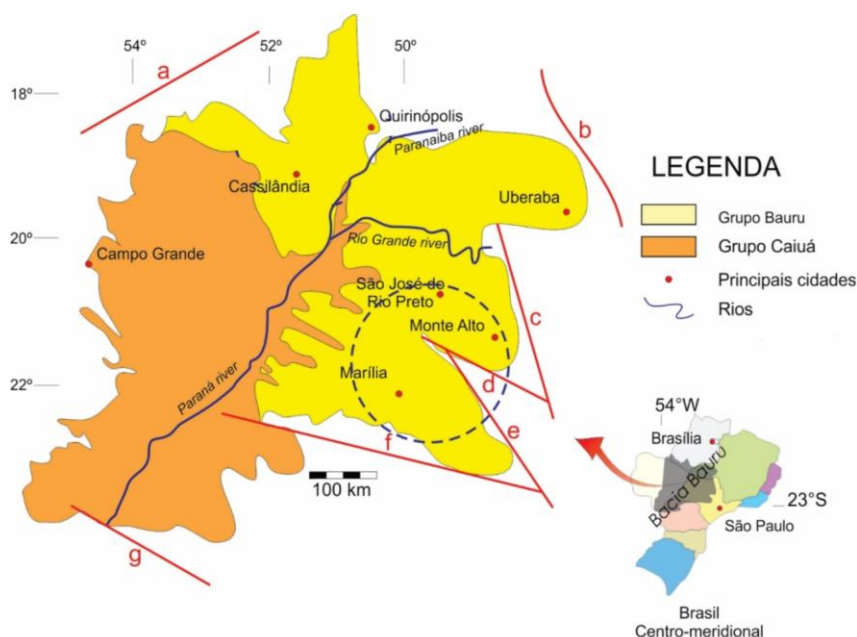 54º
52º
50º
a
18º
Quirinópolis
Paranaiba river
b
Cassilândia
Uberaba
20º
Rio Grande river
Campo Grande
São José do
Rio Preto
Monte Alto
c
22º
Paraná river
Marília
d
e
f
100 km
g
LEGENDA
Grupo Bauru
Grupo Caiuá
Principais cidades
Rios
54°W
Brasília
Bacia Bauru
23°S
São Paulo
Brasil
Centro-meridional